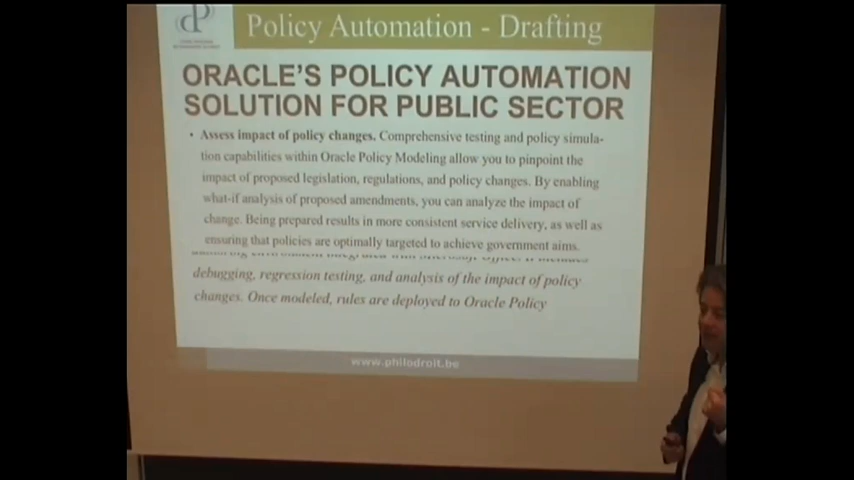 Policy Automation - Drafting
ORACLE'S POLICY AUTOMATION
SOLUTION FOR PUBLIC SECTOR
• Assess impact of policy changes. Comprehensive testing and policy simula-
tion capabilities within Oracle Policy Modeling allow you to pinpoint the
impact of proposed legislation, regulations, and policy changes. By enabling
what-if analysis of proposed amendments, you can analyze the impact of
change. Being prepared results in more consistent service delivery, as well as
ensuring that policies are optimally targeted to achieve government aims.
debugging, regression testing, and analysis of the impact of policy
changes. Once modeled, rules are deployed to Oracle Policy
www.philodroit.be